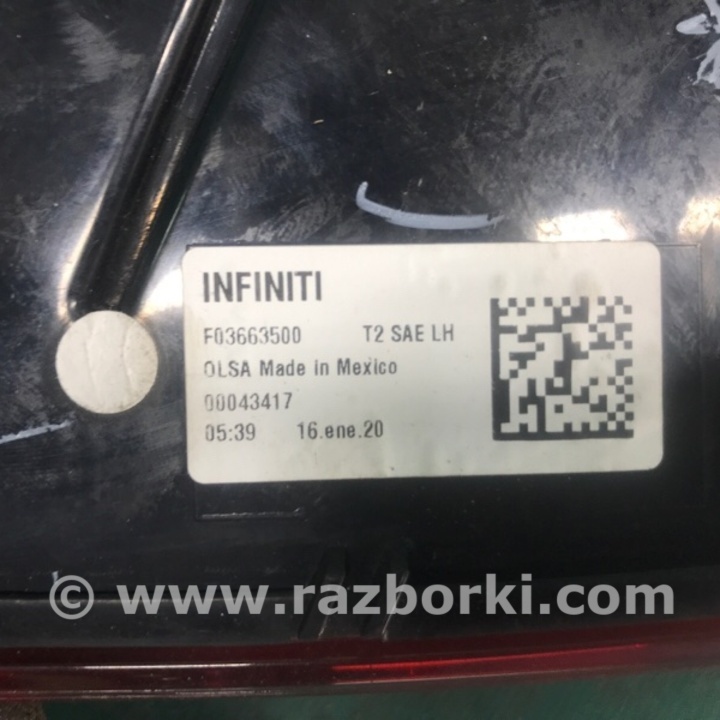 INFINITI
F03663500 T2 SAE LH
OLSA Made in Mexico
00043417
05:39 16.ene.20
© www.razborki.com